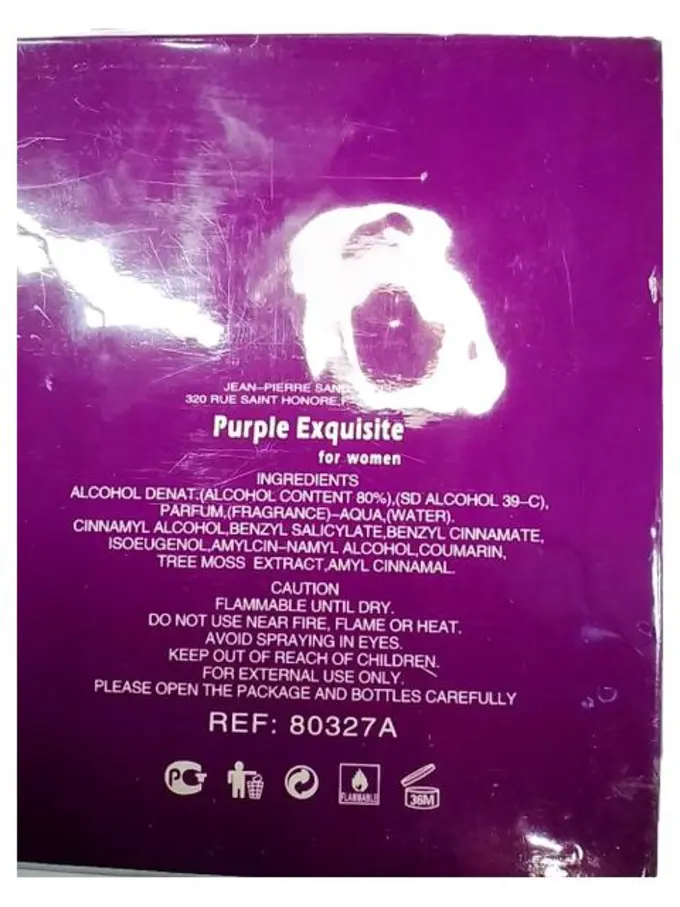 JEAN-PIERRE SAND
320 RUE SAINT HONORE,
Purple Exquisite
for women
INGREDIENTS
ALCOHOL DENAT.(ALCOHOL CONTENT 80%),(SD ALCOHOL 39-C),
PARFUM,(FRAGRANCE)-AQUA,(WATER).
CINNAMYL ALCOHOL,BENZYL SALICYLATE,BENZYL CINNAMATE,
ISOEUGENOL,AMYLCIN-NAMYL ALCOHOL,COUMARIN,
TREE MOSS EXTRACT,AMYL CINNAMAL.
CAUTION
FLAMMABLE UNTIL DRY.
DO NOT USE NEAR FIRE, FLAME OR HEAT.
AVOID SPRAYING IN EYES.
KEEP OUT OF REACH OF CHILDREN.
FOR EXTERNAL USE ONLY.
PLEASE OPEN THE PACKAGE AND BOTTLES CAREFULLY
REF: 80327A
FLAMMABLE
36M